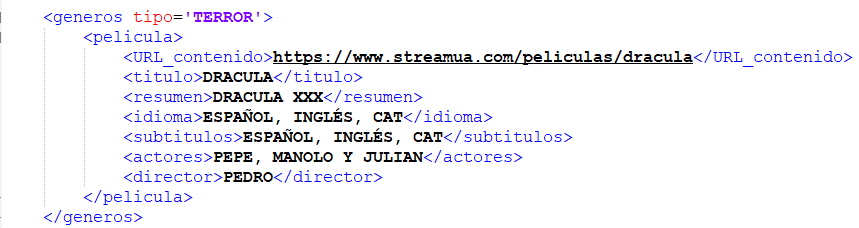 <generos tipo='TERROR'>
<pelicula>
<URL_contenido>https://www.streamua.com/peliculas/dracula</URL_contenido>
<titulo>DRACULA</titulo>
<resumen>DRACULA XXX</resumen>
<idioma>ESPAÑOL, INGLÉS, CAT</idioma>
<subtitulos>ESPAÑOL, INGLÉS, CAT</subtitulos>
<actores>PEPE, MANOLO Y JULIAN</actores>
<director>PEDRO</director>
</pelicula>
</generos>